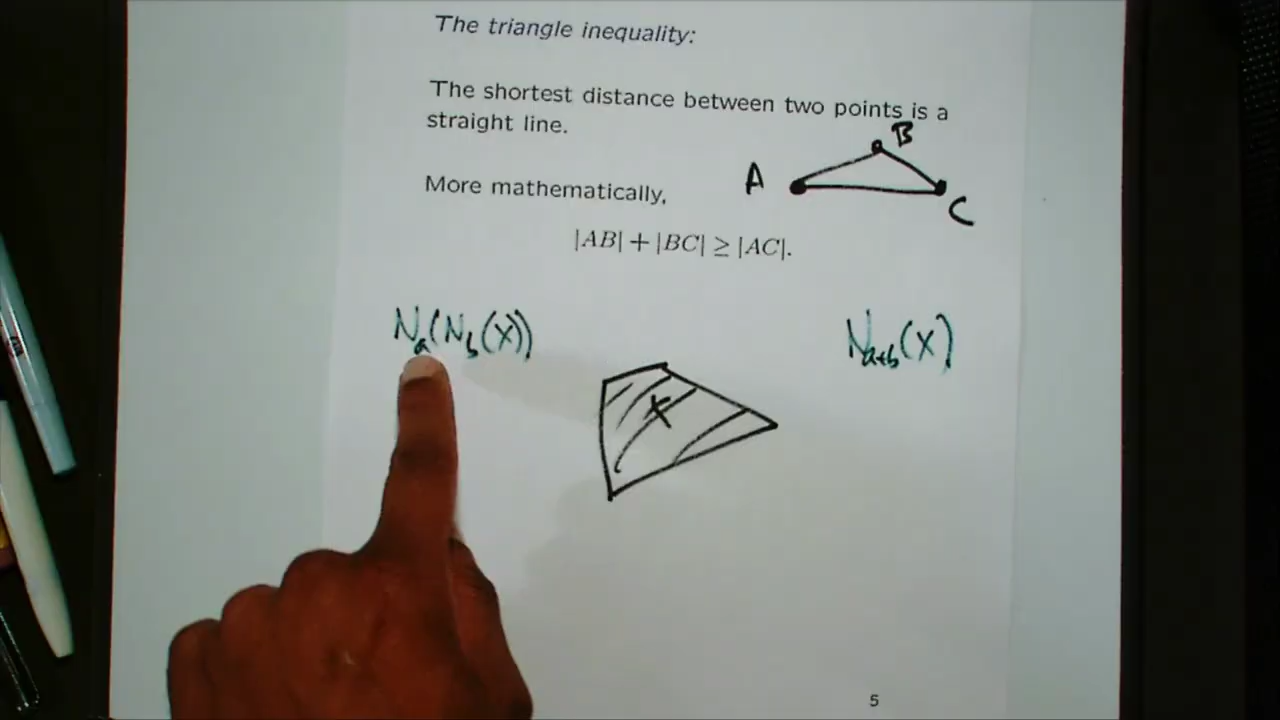 The triangle inequality:
The shortest distance between two points is a
straight line.
B
A
More mathematically,
C
|AB| + |BC| ≥ |AC|.
N_a(N_b(X))
N_{a+b}(X)
X
5